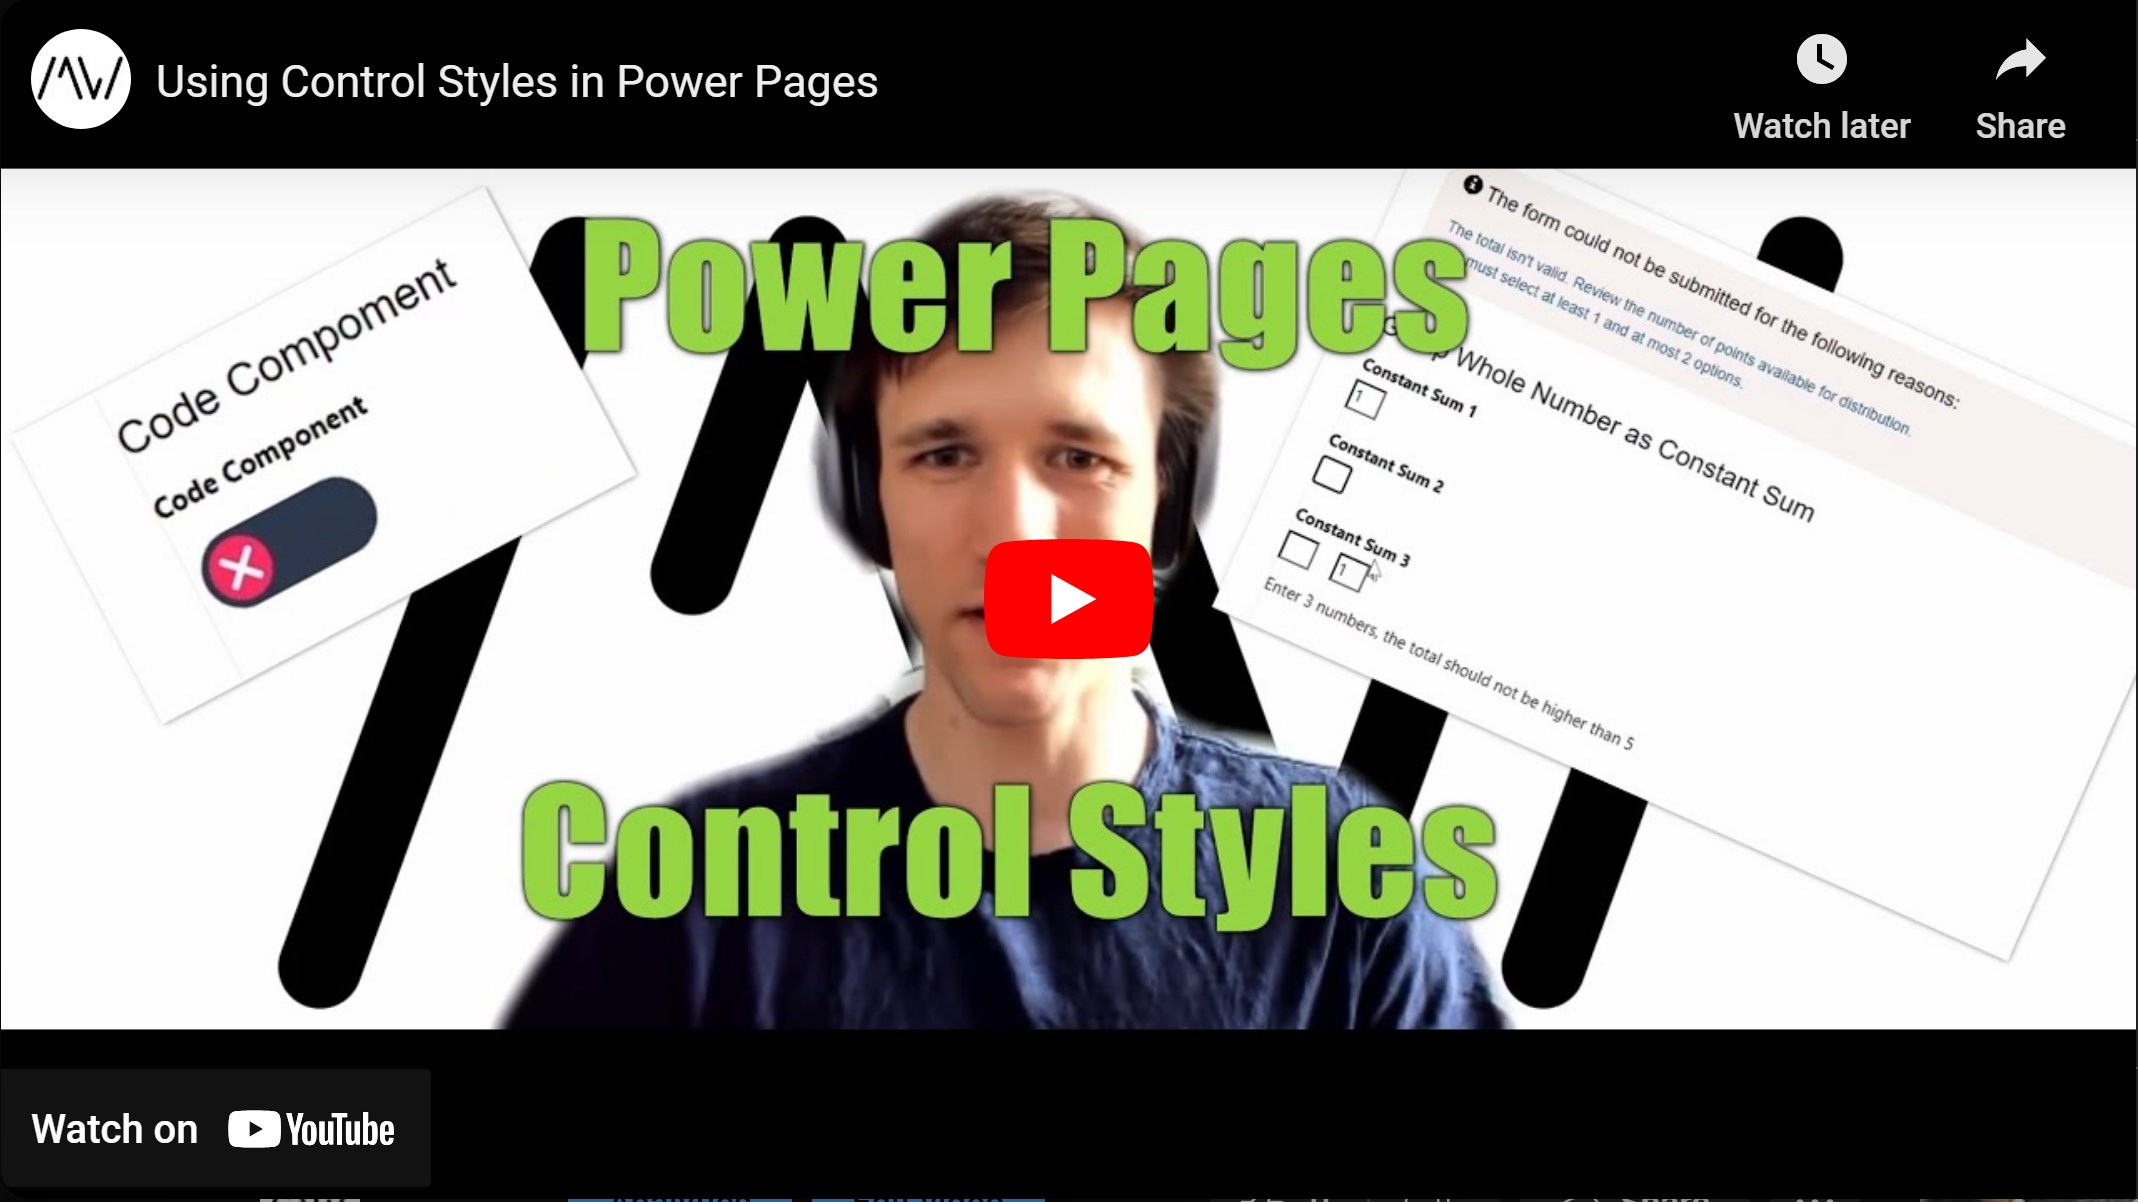 Using Control Styles in Power Pages
Watch later
Share
Power Pages
Code Compoment
Code Component
The form could not be submitted for the following reasons:
The total isn't valid. Review the number of points available for distribution.
must select at least 1 and at most 2 options.
Whole Number as Constant Sum
Constant Sum 1
1
Constant Sum 2
Constant Sum 3
1
Enter 3 numbers, the total should not be higher than 5
Control Styles
Watch on YouTube